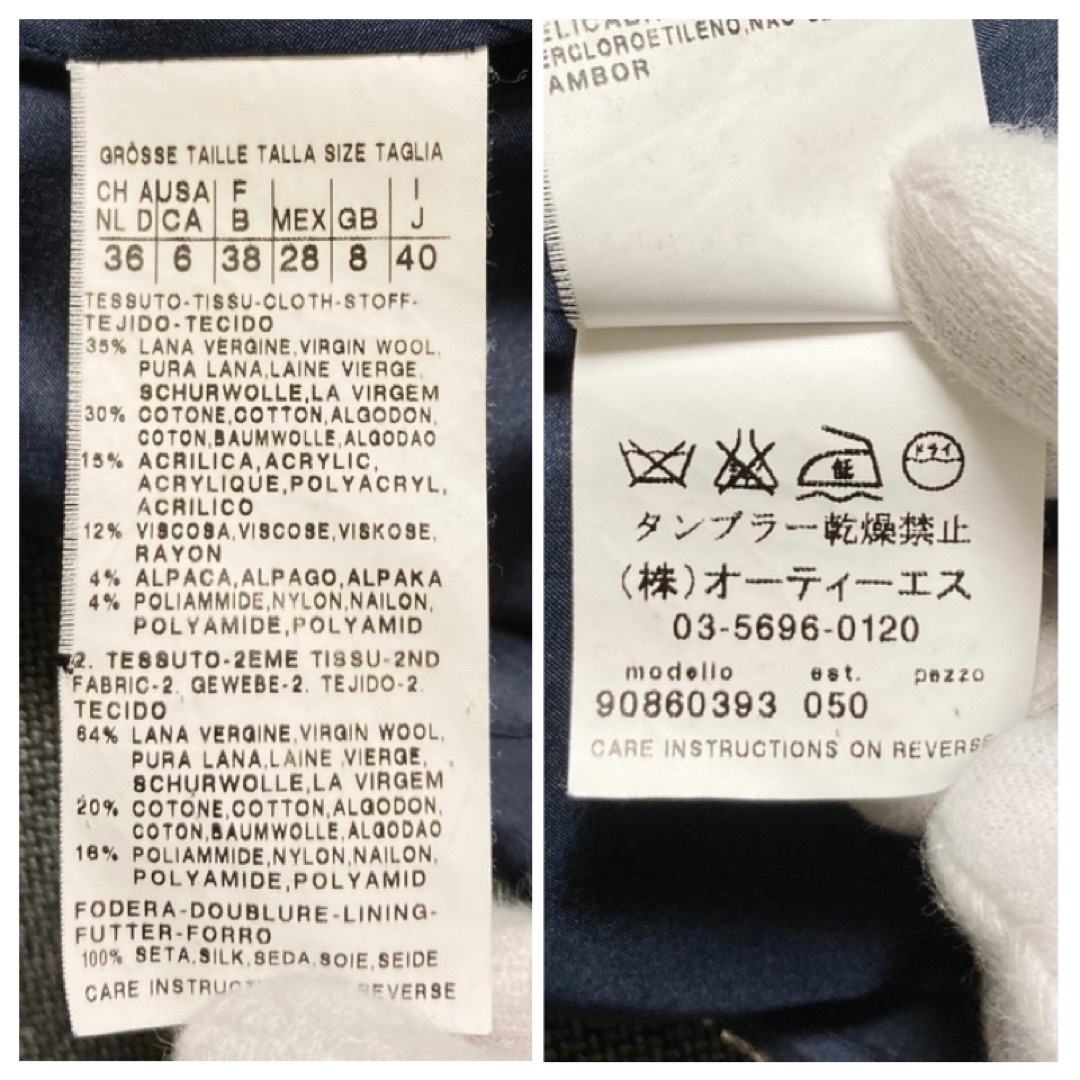 GRÖSSE TAILLE TALLA SIZE TAGLIA
CH A USA F I
NL D CA B MEX GB J
36 6 38 28 8 40
TESSUTO-TISSU-CLOTH-STOFF-
TEJIDO-TECIDO
35% LANA VERGINE,VIRGIN WOOL,
PURA LANA,LAINE VIERGE,
SCHURWOLLE,LA VIRGEM
30% COTONE,COTTON,ALGODON,
COTON,BAUMWOLLE,ALGODAO
15% ACRILICA,ACRYLIC,
ACRYLIQUE,POLYACRYL,
ACRILICO
12% VISCOSA,VISCOSE,VISKOSE,
RAYON
4% ALPACA,ALPAGO,ALPAKA
4% POLIAMMIDE,NYLON,NAILON,
POLYAMIDE,POLYAMID
2. TESSUTO-2EME TISSU-2ND
FABRIC-2. GEWEBE-2. TEJIDO-2.
TECIDO
64% LANA VERGINE,VIRGIN WOOL,
PURA LANA,LAINE VIERGE,
SCHURWOLLE,LA VIRGEM
20% COTONE,COTTON,ALGODON,
COTON,BAUMWOLLE,ALGODAO
16% POLIAMMIDE,NYLON,NAILON,
POLYAMIDE,POLYAMID
FODERA-DOUBLURE-LINING-
FUTTER-FORRO
100% SETA,SILK,SEDA,SOIE,SEIDE
CARE REVERSE
ERCLOROETILENO,NAO
AMBOR
低 ドライ
タンブラー乾燥禁止
(株)オーティーエス
03-5696-0120
modello est. pezzo
90860393 050
CARE INSTRUCTIONS ON REVERSE